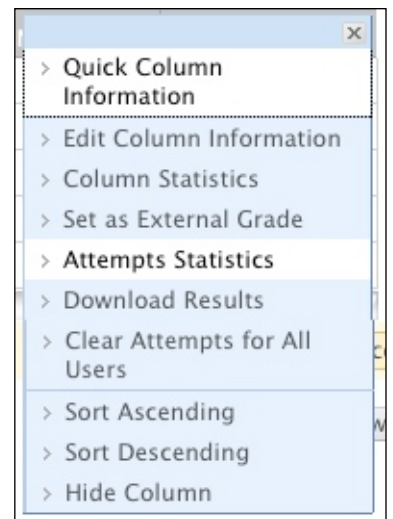 Quick Column
Information
Edit Column Information
Column Statistics
Set as External Grade
Attempts Statistics
Download Results
Clear Attempts for All
Users
Sort Ascending
Sort Descending
Hide Column